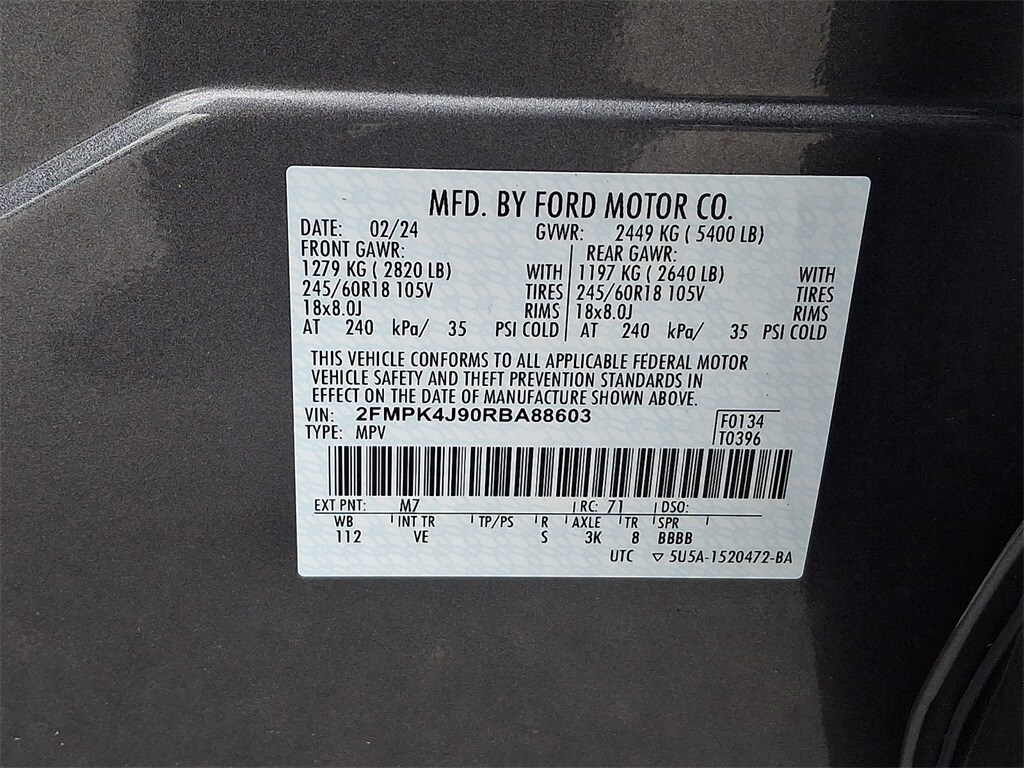 MFD. BY FORD MOTOR CO.
DATE: 02/24 GVWR: 2449 KG ( 5400 LB)
FRONT GAWR: REAR GAWR:
1279 KG ( 2820 LB) WITH 1197 KG ( 2640 LB) WITH
245/60R18 105V TIRES 245/60R18 105V TIRES
18x8.0J RIMS 18x8.0J RIMS
AT 240 kPa/ 35 PSI COLD AT 240 kPa/ 35 PSI COLD
THIS VEHICLE CONFORMS TO ALL APPLICABLE FEDERAL MOTOR
VEHICLE SAFETY AND THEFT PREVENTION STANDARDS IN
EFFECT ON THE DATE OF MANUFACTURE SHOWN ABOVE.
VIN: 2FMPK4J90RBA88603 F0134
TYPE: MPV T0396
EXT PNT: M7 RC: 71 DSO:
WB INT TR TP/PS R AXLE TR SPR
112 VE S 3K 8 BBBB
UTC ▽ 5U5A-1520472-BA